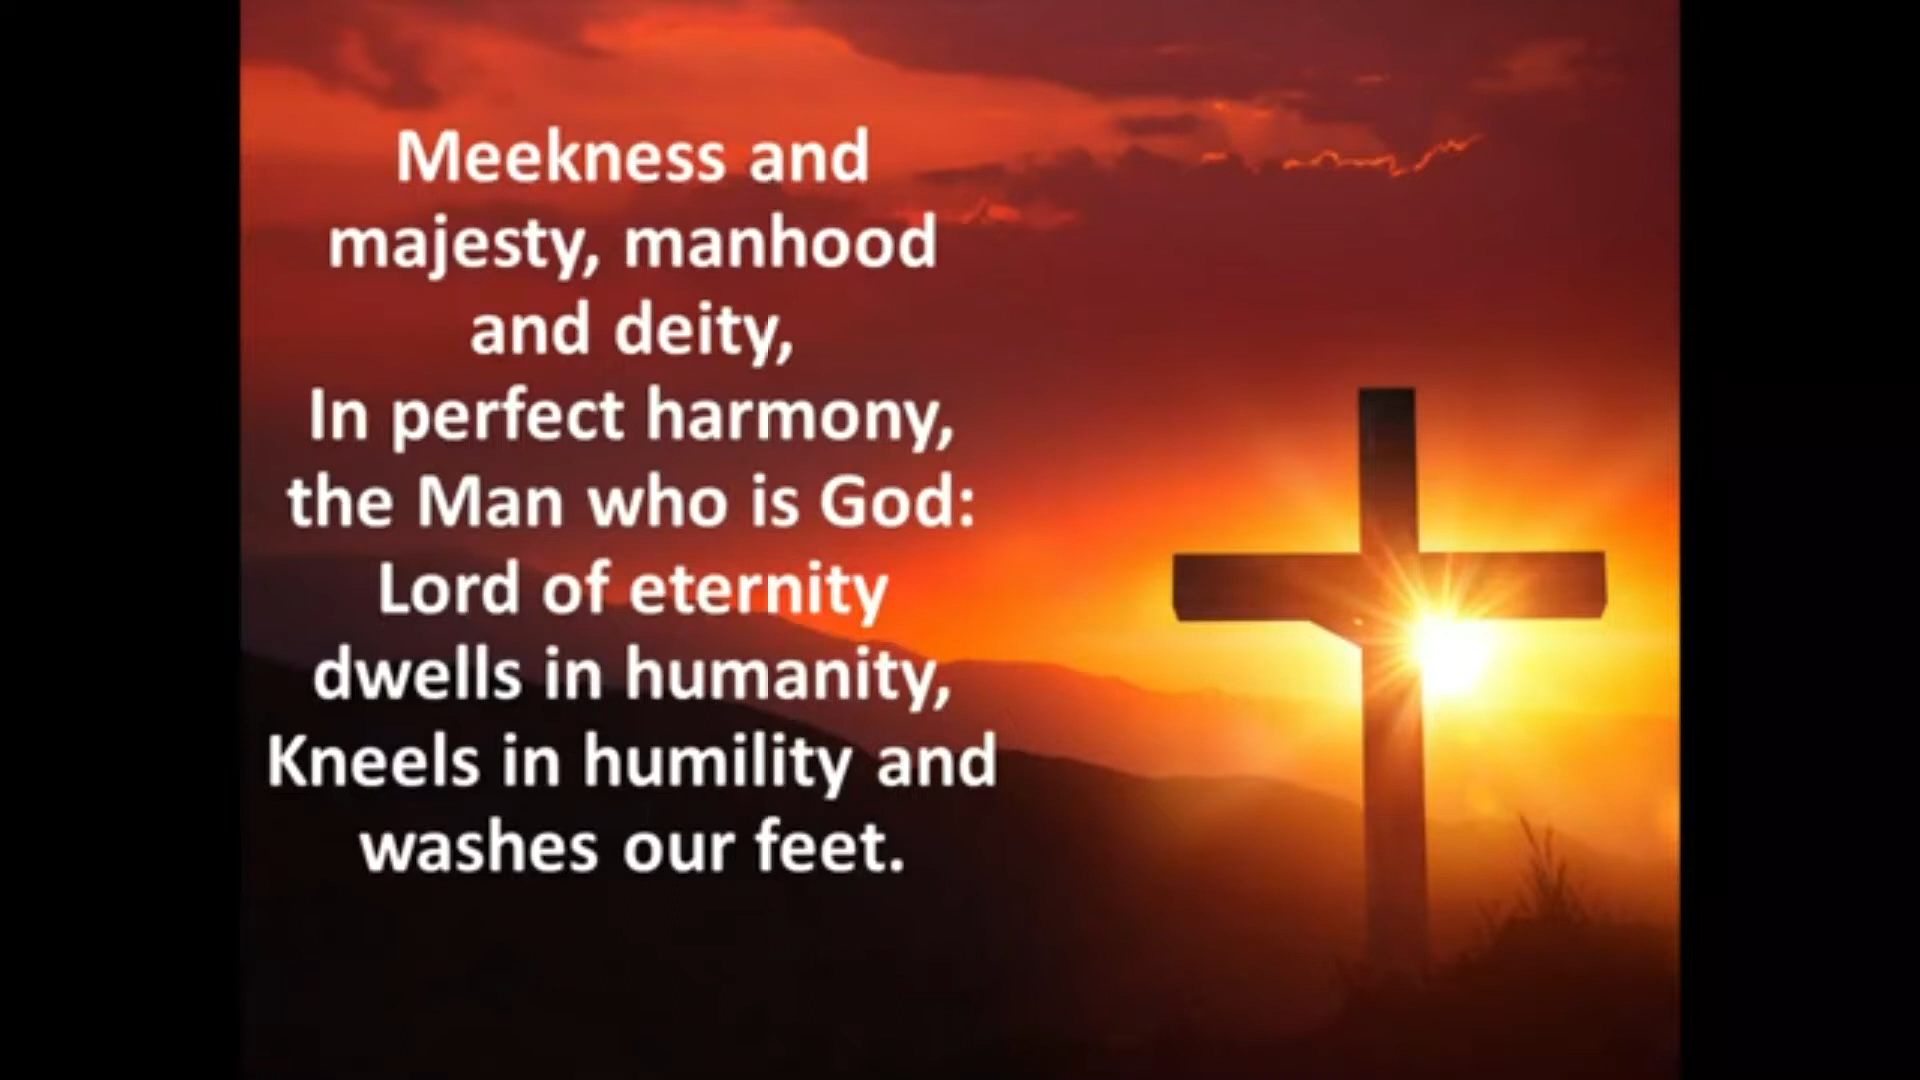 Meekness and
majesty, manhood
and deity,
In perfect harmony,
the Man who is God:
Lord of eternity
dwells in humanity,
Kneels in humility and
washes our feet.